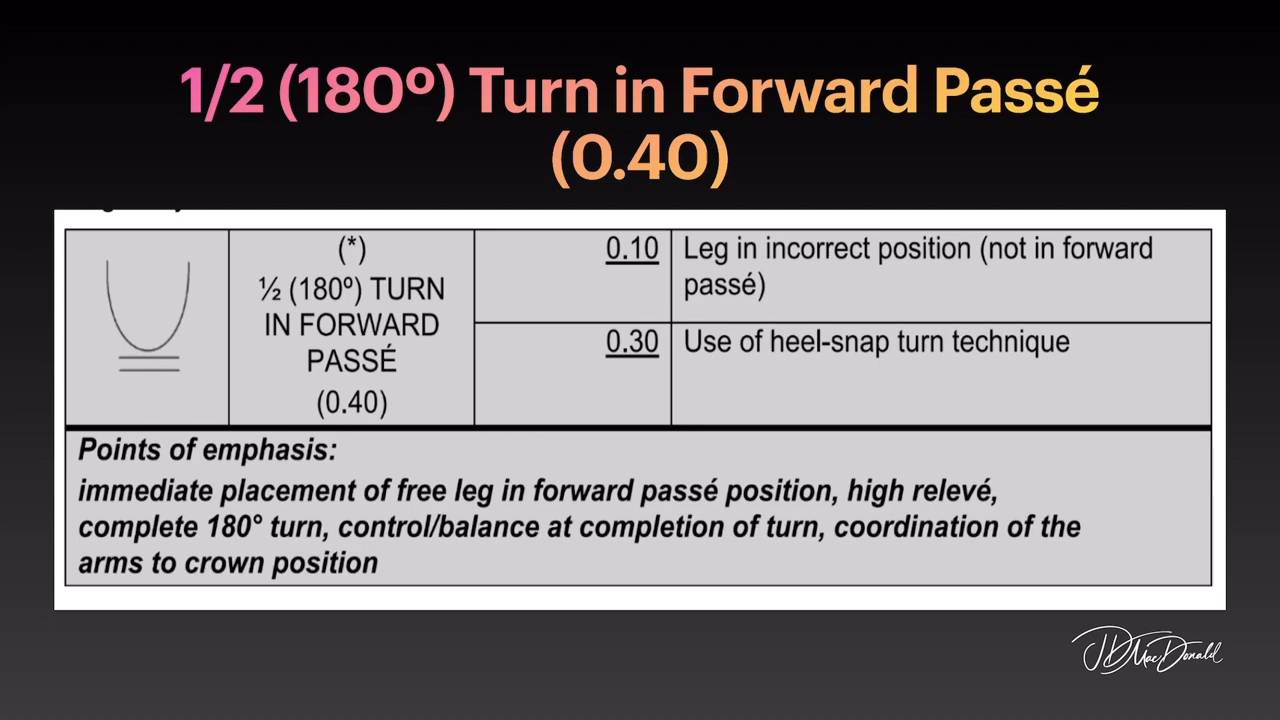 1/2 (180º) Turn in Forward Passé
(0.40)
(*)
½ (180º) TURN
IN FORWARD
PASSÉ
(0.40)
0.10
Leg in incorrect position (not in forward
passé)
0.30
Use of heel-snap turn technique
Points of emphasis:
immediate placement of free leg in forward passé position, high relevé,
complete 180° turn, control/balance at completion of turn, coordination of the
arms to crown position
JDMacDonald